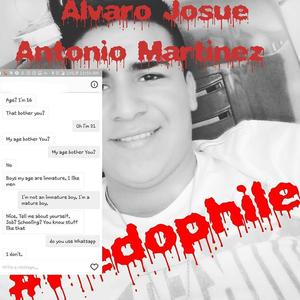 Alvaro Josue
Antonio Martinez
Age? I'm 16
That bother you?
Oh I'm 21
My age bother You?
My age bother You?
No
Boys my age are immature, I like
men
I'm not an immature boy, I'm a
mature boy,
Nice, Tell me about yourself,
Job? Schooling? You know stuff
like that
do you use Whatsapp
I don't,